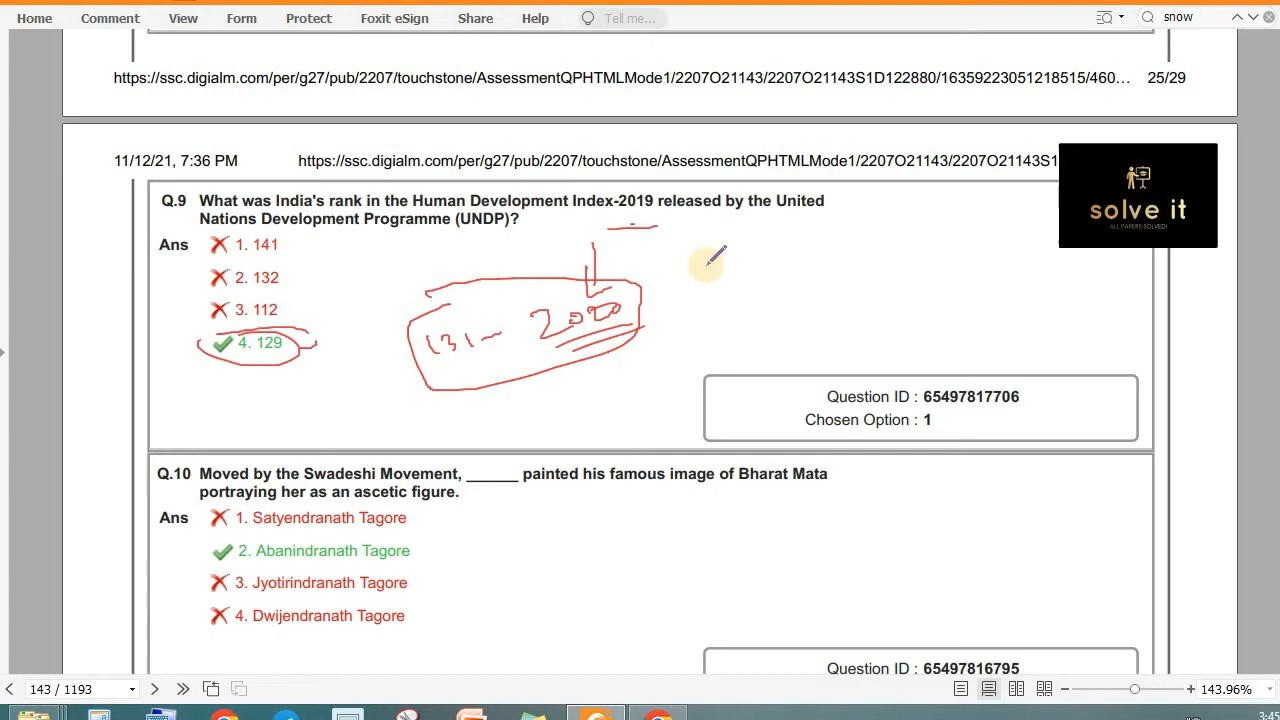 Home Comment View Form Protect Foxit eSign Share Help Tell me... snow
https://ssc.digialm.com/per/g27/pub/2207/touchstone/AssessmentQPHTMLMode1/2207O21143/2207O21143S1D122880/16359223051218515/460... 25/29
11/12/21, 7:36 PM https://ssc.digialm.com/per/g27/pub/2207/touchstone/AssessmentQPHTMLMode1/2207O21143/2207O21143S1
solve it
ALL PAPERS SOLVED!
Q.9 What was India's rank in the Human Development Index-2019 released by the United
Nations Development Programme (UNDP)?
Ans 1. 141
2. 132
3. 112
4. 129
131 - 2020
Question ID : 65497817706
Chosen Option : 1
Q.10 Moved by the Swadeshi Movement, ______ painted his famous image of Bharat Mata
portraying her as an ascetic figure.
Ans 1. Satyendranath Tagore
2. Abanindranath Tagore
3. Jyotirindranath Tagore
4. Dwijendranath Tagore
Question ID : 65497816795
143 / 1193 143.96%